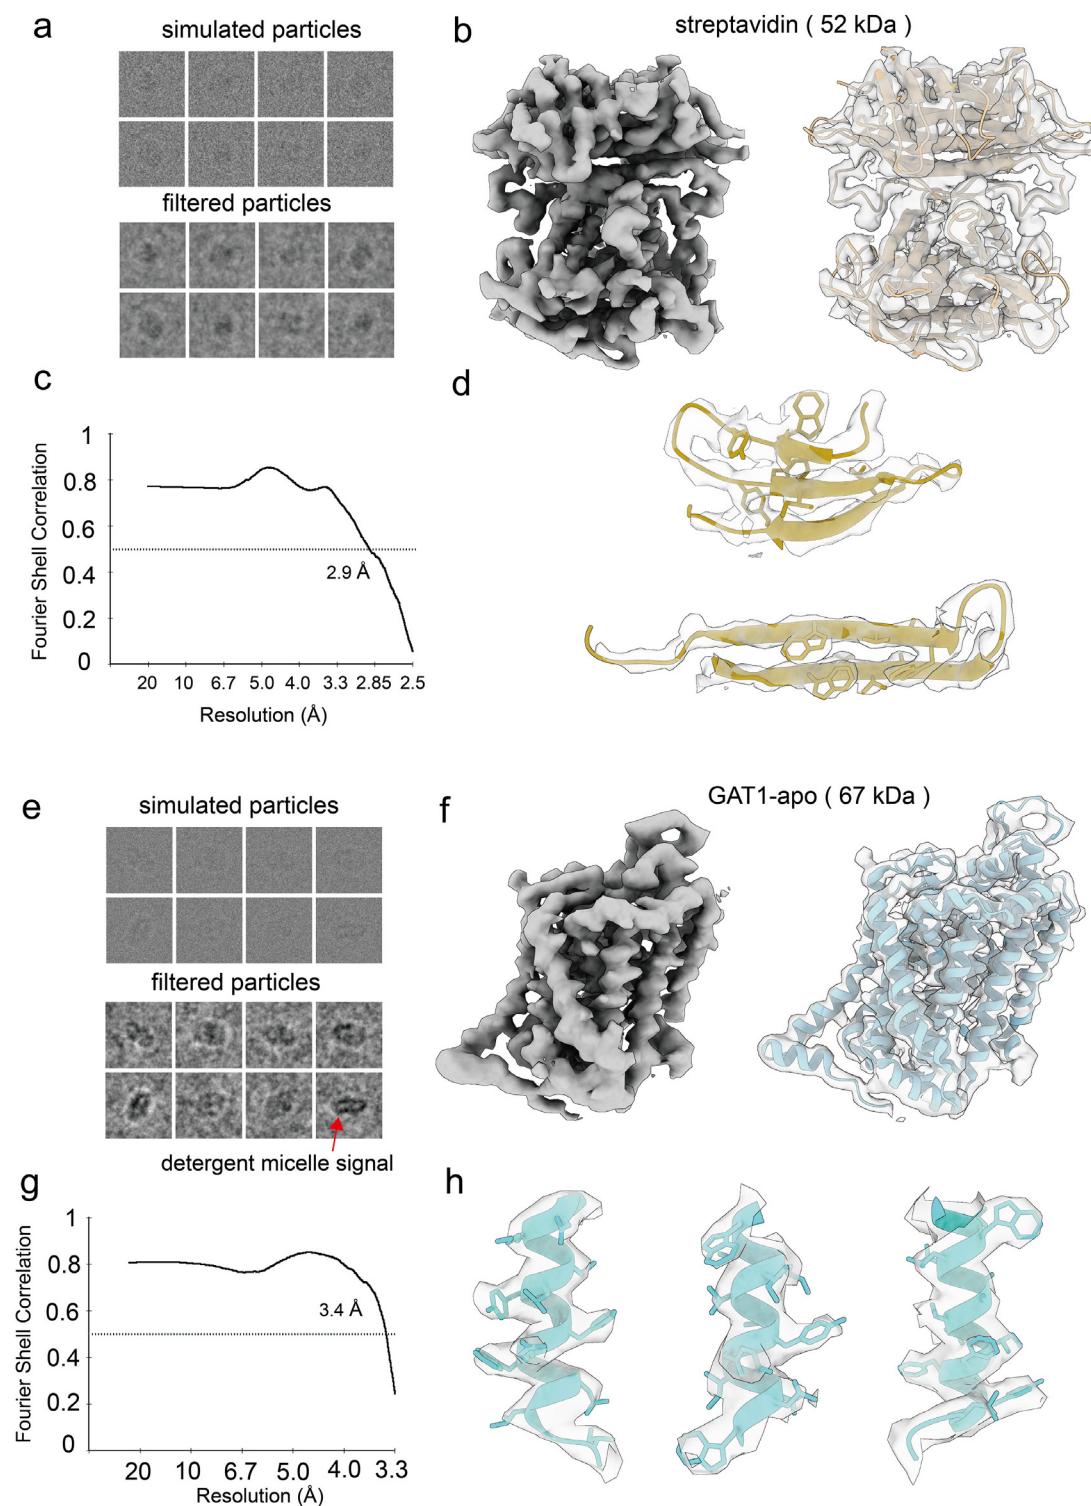 a
simulated particles
filtered particles
b
streptavidin ( 52 kDa )
c
Fourier Shell Correlation
1
0.8
0.6
0.4
0.2
0
2.9 Å
20 10 6.7 5.0 4.0 3.3 2.85 2.5
Resolution (Å)
d
e
simulated particles
filtered particles
detergent micelle signal
f
GAT1-apo ( 67 kDa )
g
Fourier Shell Correlation
1
0.8
0.6
0.4
0.2
0
3.4 Å
20 10 6.7 5.0 4.0 3.3
Resolution (Å)
h